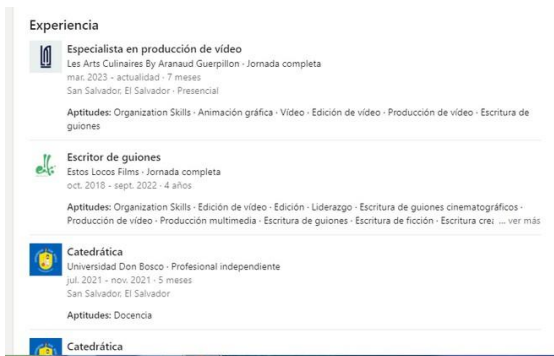 Experiencia
Especialista en producción de vídeo
Les Arts Culinaires By Aranaud Guerpillon · Jornada completa
mar. 2023 - actualidad · 7 meses
San Salvador, El Salvador · Presencial
Aptitudes: Organization Skills · Animación gráfica · Vídeo · Edición de vídeo · Producción de vídeo · Escritura de
guiones
Escritor de guiones
Estos Locos Films · Jornada completa
oct. 2018 - sept. 2022 · 4 años
Aptitudes: Organization Skills · Edición de vídeo · Edición · Liderazgo · Escritura de guiones cinematográficos ·
Producción de vídeo · Producción multimedia · Escritura de guiones · Escritura de ficción · Escritura crea ... ver más
Catedrática
Universidad Don Bosco · Profesional independiente
jul. 2021 - nov. 2021 · 5 meses
San Salvador, El Salvador
Aptitudes: Docencia
Catedrática